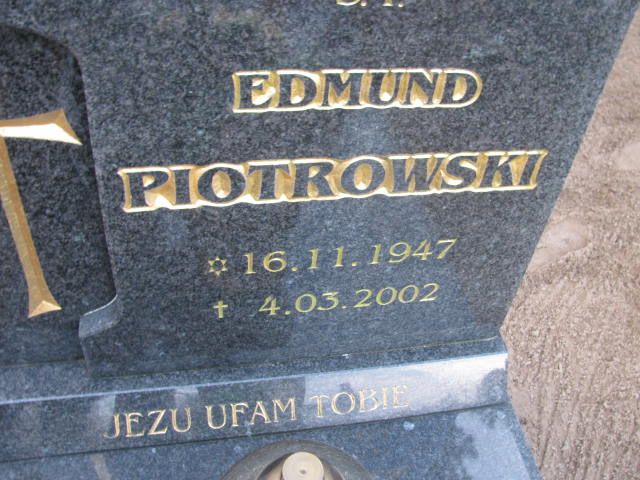 EDMUND
PIOTROWSKI
✡ 16.11.1947
✝ 4.03.2002
JEZU UFAM TOBIE